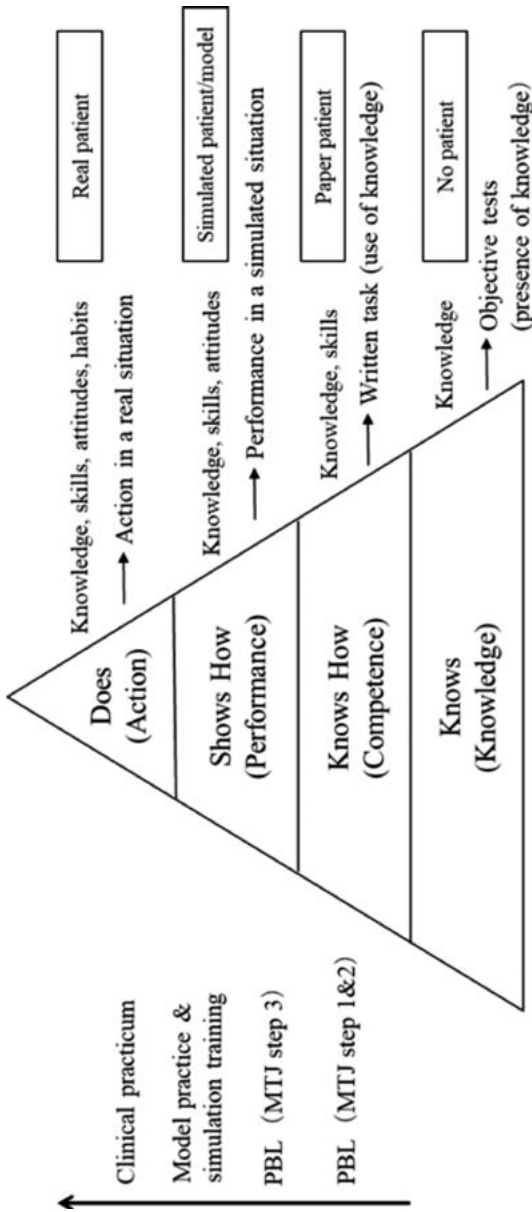 Clinical practicum
Model practice &
simulation training
PBL (MTJ step 3)
PBL (MTJ step 1&2)
Does
(Action)
Shows How
(Performance)
Knows How
(Competence)
Knows
(Knowledge)
Knowledge, skills, attitudes, habits
Action in a real situation
Knowledge, skills, attitudes
Performance in a simulated situation
Knowledge, skills
Written task (use of knowledge)
Knowledge
Objective tests
(presence of knowledge)
Real patient
Simulated patient/model
Paper patient
No patient